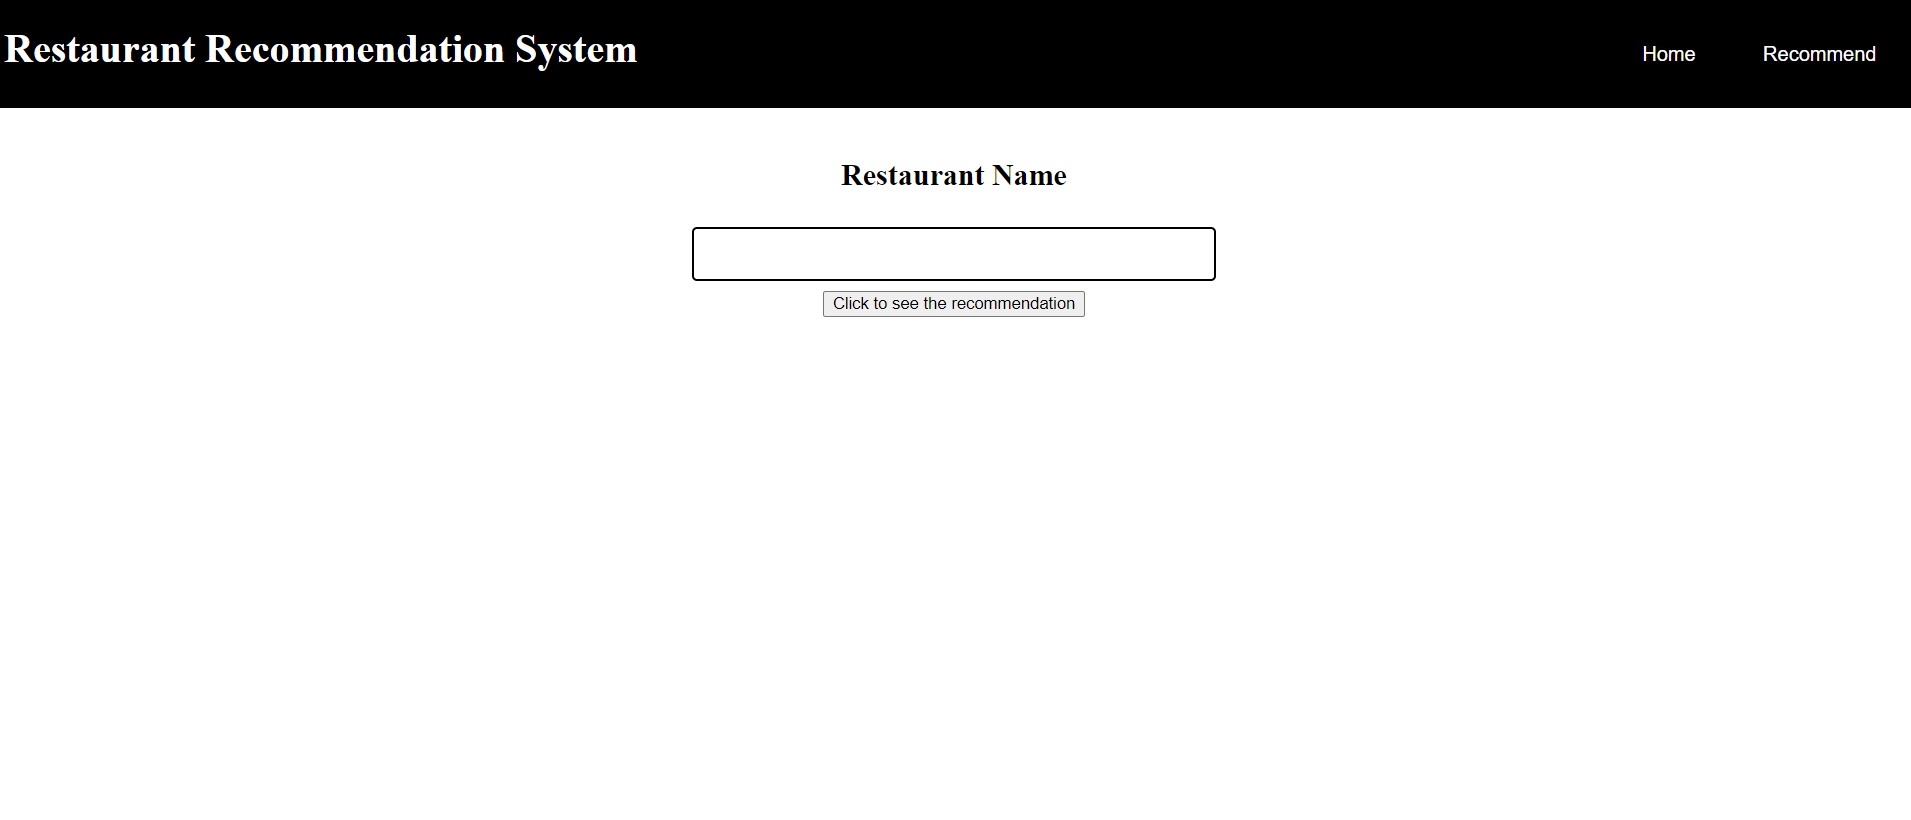 Restaurant Recommendation System
Home
Recommend
Restaurant Name
Click to see the recommendation